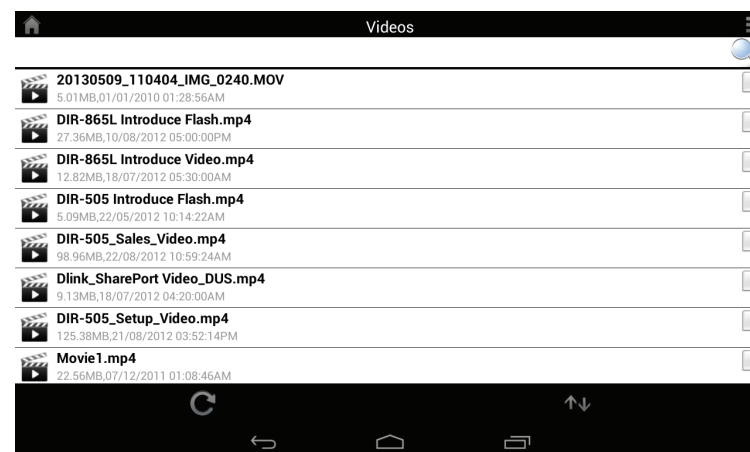 Videos
20130509_110404_IMG_0240.MOV
5.01MB,01/01/2010 01:28:56AM
DIR-865L Introduce Flash.mp4
27.36MB,10/08/2012 05:00:00PM
DIR-865L Introduce Video.mp4
12.82MB,18/07/2012 05:30:00AM
DIR-505 Introduce Flash.mp4
5.09MB,22/05/2012 10:14:22AM
DIR-505_Sales_Video.mp4
98.96MB,22/08/2012 10:59:24AM
Dlink_SharePort Video_DUS.mp4
9.13MB,18/07/2012 04:20:00AM
DIR-505_Setup_Video.mp4
125.38MB,21/08/2012 03:52:14PM
Movie1.mp4
22.56MB,07/12/2011 01:08:46AM